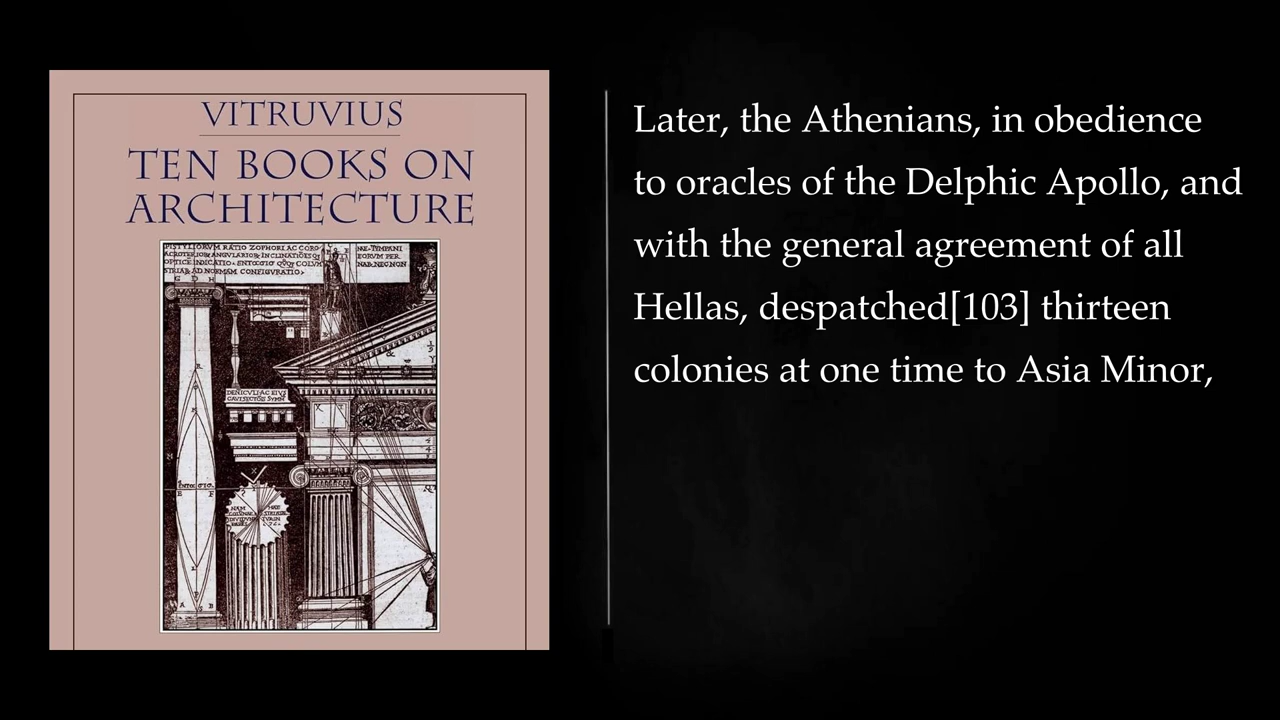 VITRUVIUS
TEN BOOKS ON
ARCHITECTURE
Later, the Athenians, in obedience
to oracles of the Delphic Apollo, and
with the general agreement of all
Hellas, despatched[103] thirteen
colonies at one time to Asia Minor,